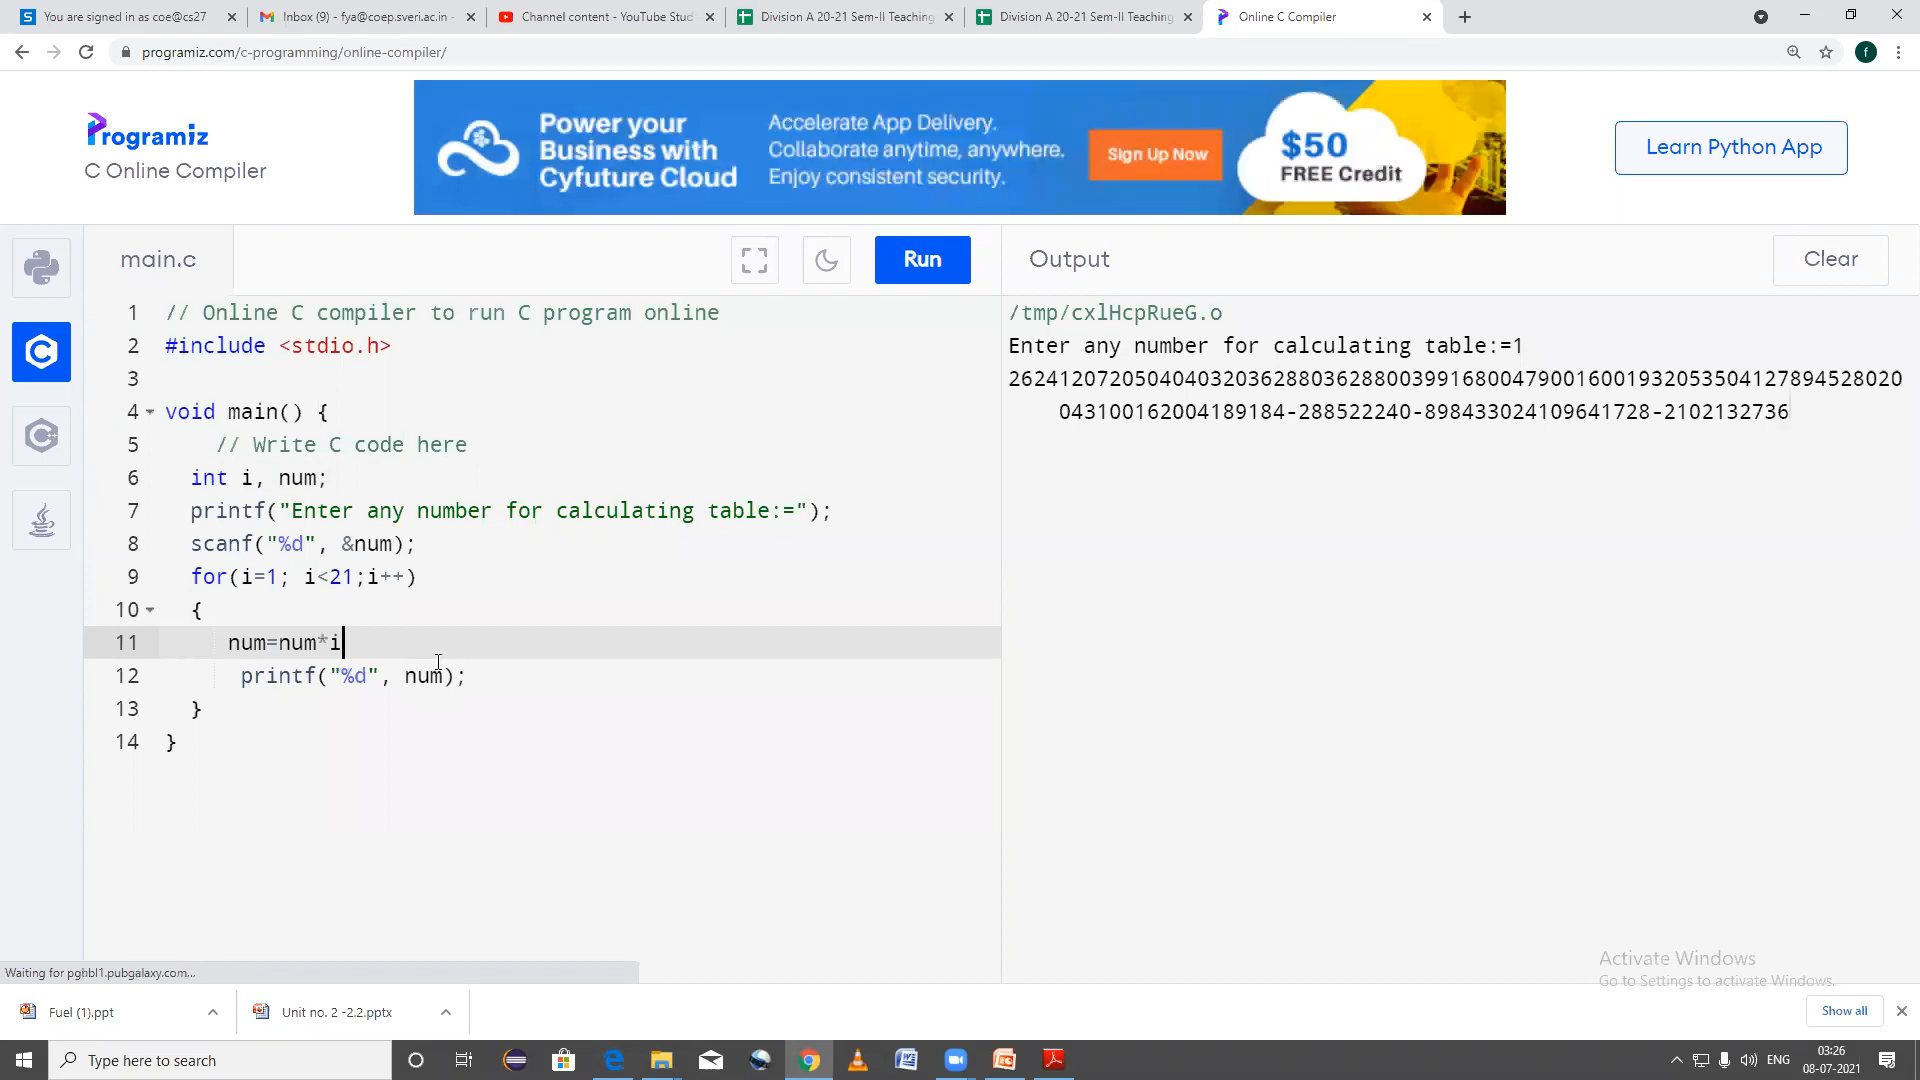 You are signed in as coe@cs27
Inbox (9) - fya@coep.sveri.ac.in -
Channel content - YouTube Stud
Division A 20-21 Sem-II Teaching
Division A 20-21 Sem-II Teaching
Online C Compiler
programiz.com/c-programming/online-compiler/
f
Programiz
C Online Compiler
Power your
Business with
Cyfuture Cloud
Accelerate App Delivery.
Collaborate anytime, anywhere.
Enjoy consistent security.
Sign Up Now
$50
FREE Credit
Learn Python App
main.c
Run
Output
Clear
1 // Online C compiler to run C program online
2 #include <stdio.h>
3
4 void main() {
5 // Write C code here
6 int i, num;
7 printf("Enter any number for calculating table:=");
8 scanf("%d", &num);
9 for(i=1; i<21;i++)
10 {
11 num=num*i
12 printf("%d", num);
13 }
14 }
/tmp/cxlHcpRueG.o
Enter any number for calculating table:=1
26241207205040403203628803628800399168004790016001932053504127894528020
04310016200418​9184-288522240-898433024109641728-2102132736
Activate Windows
Go to Settings to activate Windows.
Waiting for pghbl1.pubgalaxy.com...
Fuel (1).ppt
Unit no. 2 -2.2.pptx
Show all
Type here to search
ENG
03:26
08-07-2021